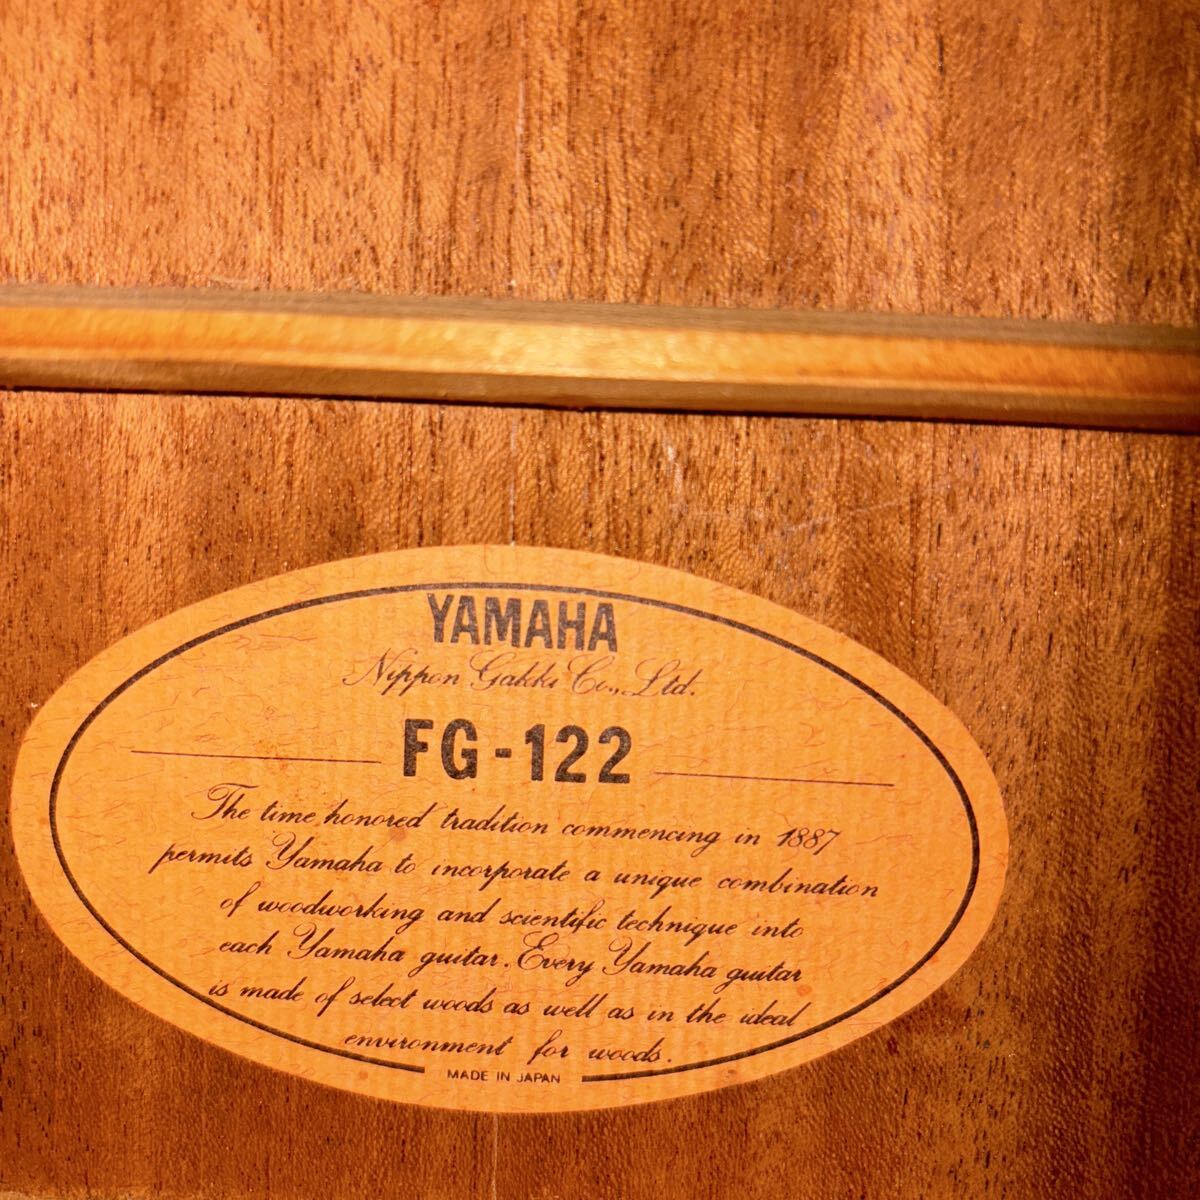 YAMAHA
Nippon Gakki Co., Ltd.
FG-122
The time honored tradition commencing in 1887
permits Yamaha to incorporate a unique combination
of woodworking and scientific technique into
each Yamaha guitar. Every Yamaha guitar
is made of select woods as well as in the ideal
environment for woods.
MADE IN JAPAN